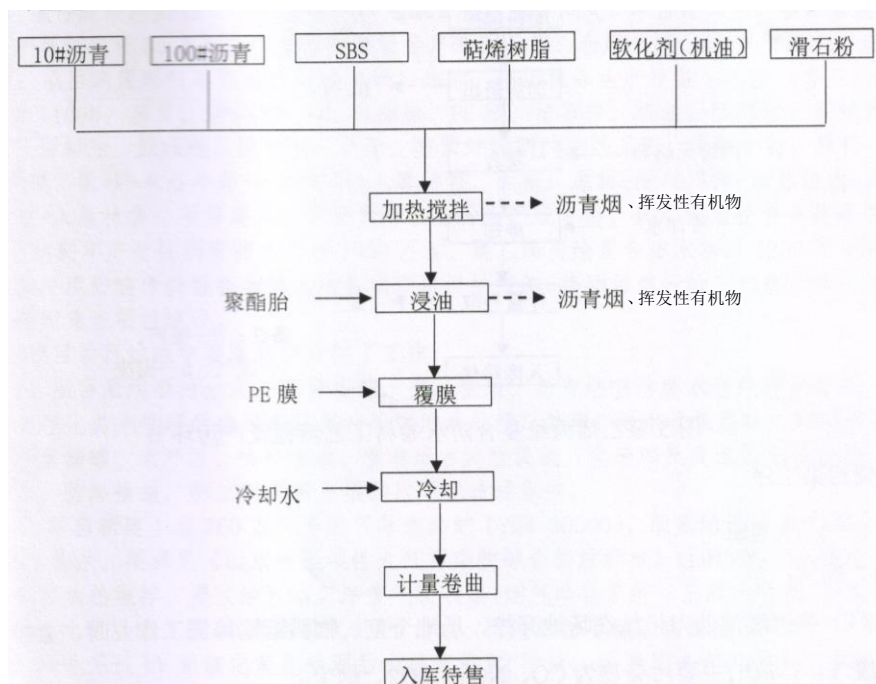 10#沥青 100#沥青 SBS 萜烯树脂 软化剂（机油） 滑石粉
加热搅拌 沥青烟、挥发性有机物
聚酯胎 浸油 沥青烟、挥发性有机物
PE膜 覆膜
冷却水 冷却
计量卷曲
入库待售